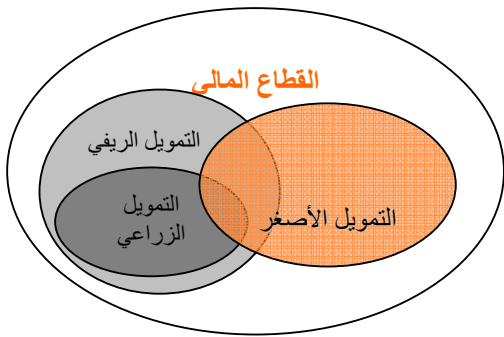 القطاع المالي
التمويل الريفي
التمويل
الزراعي
التمويل الأصغر